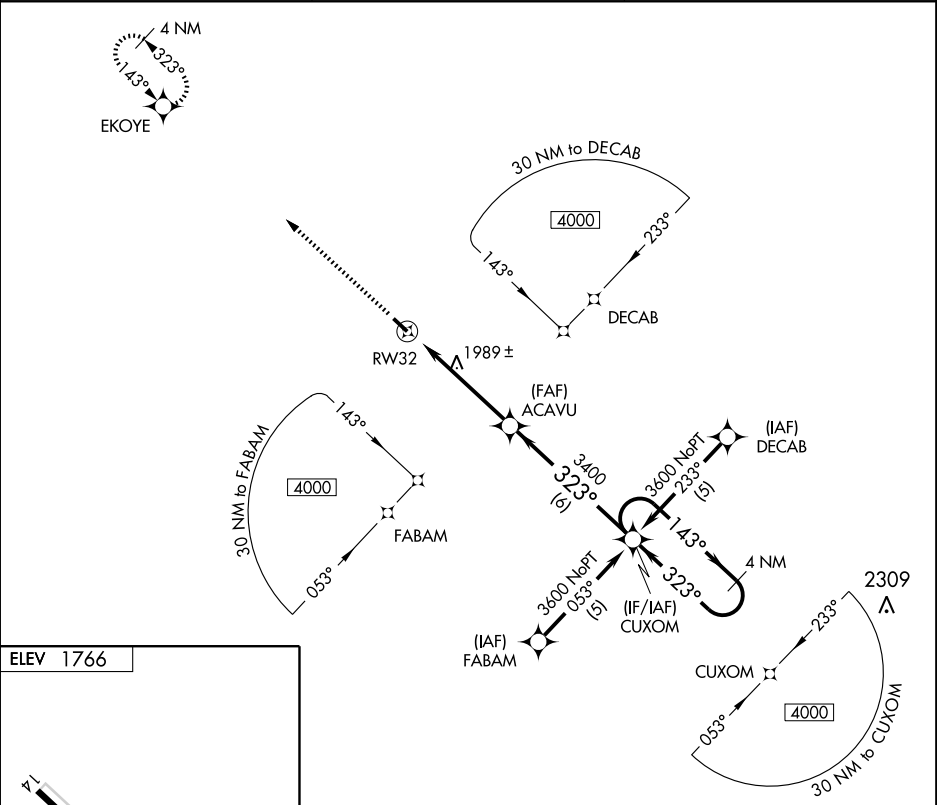 4 NM
323°
143°
EKOYE
30 NM to DECAB
4000
143°
233°
DECAB
RW32
1989 ±
(FAF)
ACAVU
(IAF)
DECAB
3400
323°
(6)
3600 NoPT
233°
(5)
143°
4 NM
323°
3600 NoPT
053°
(5)
(IF/IAF)
CUXOM
(IAF)
FABAM
30 NM to FABAM
143°
4000
FABAM
053°
2309
233°
CUXOM
4000
053°
30 NM to CUXOM
ELEV 1766
14